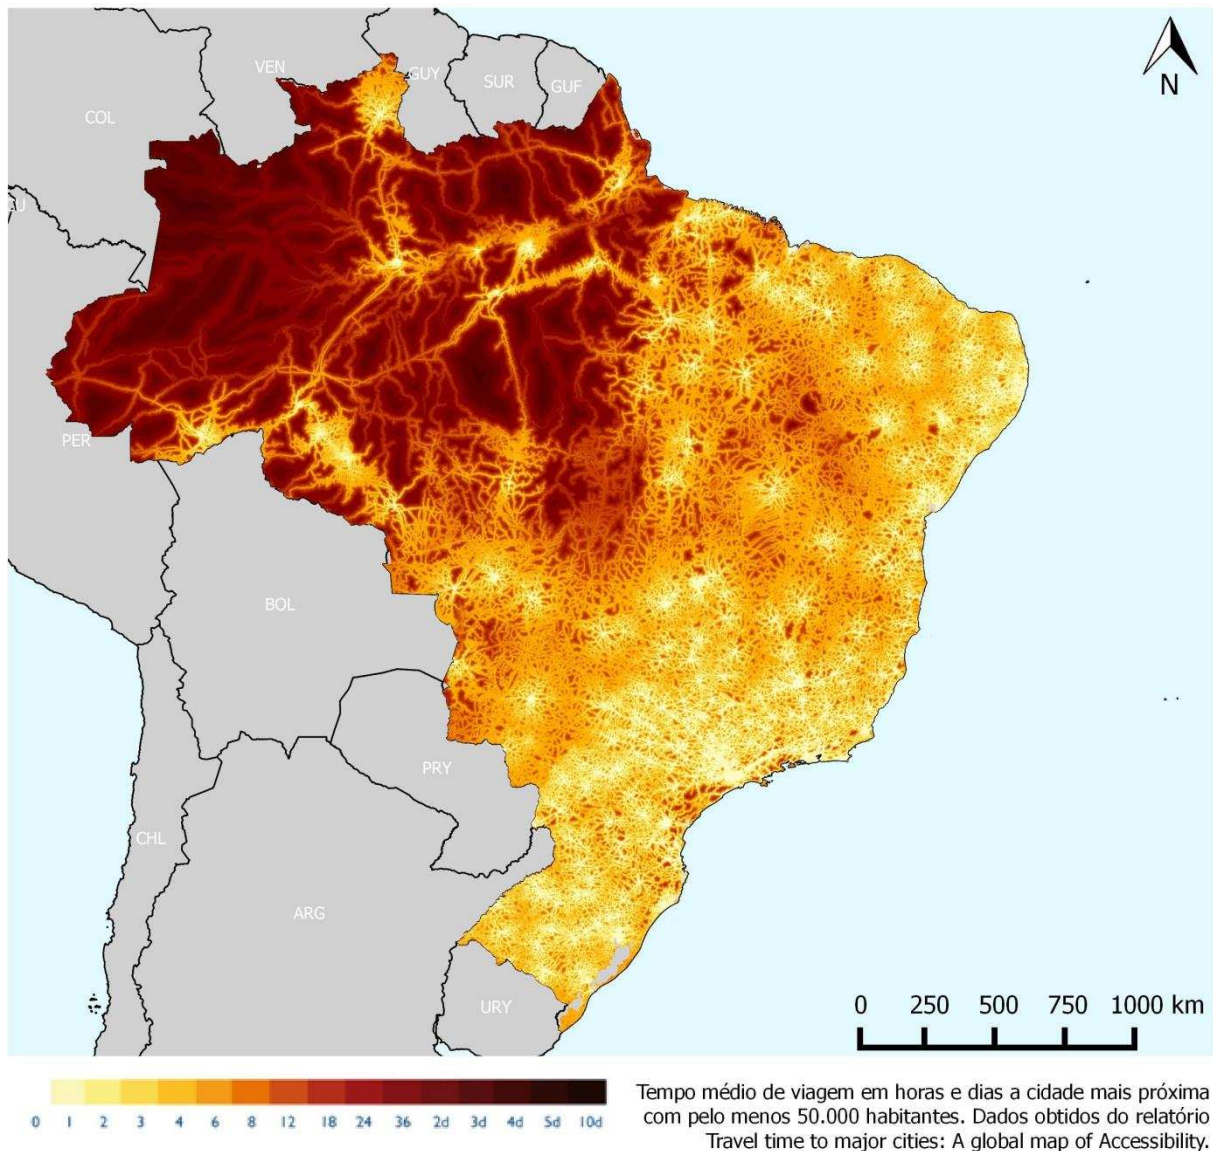 N
VEN
GUY
SUR
GUF
COL
PER
BOL
PRY
CHL
ARG
URY
0 250 500 750 1000 km
0 1 2 3 4 6 8 12 18 24 36 2d 3d 4d 5d 10d
Tempo médio de viagem em horas e dias a cidade mais próxima
com pelo menos 50.000 habitantes. Dados obtidos do relatório
Travel time to major cities: A global map of Accessibility.